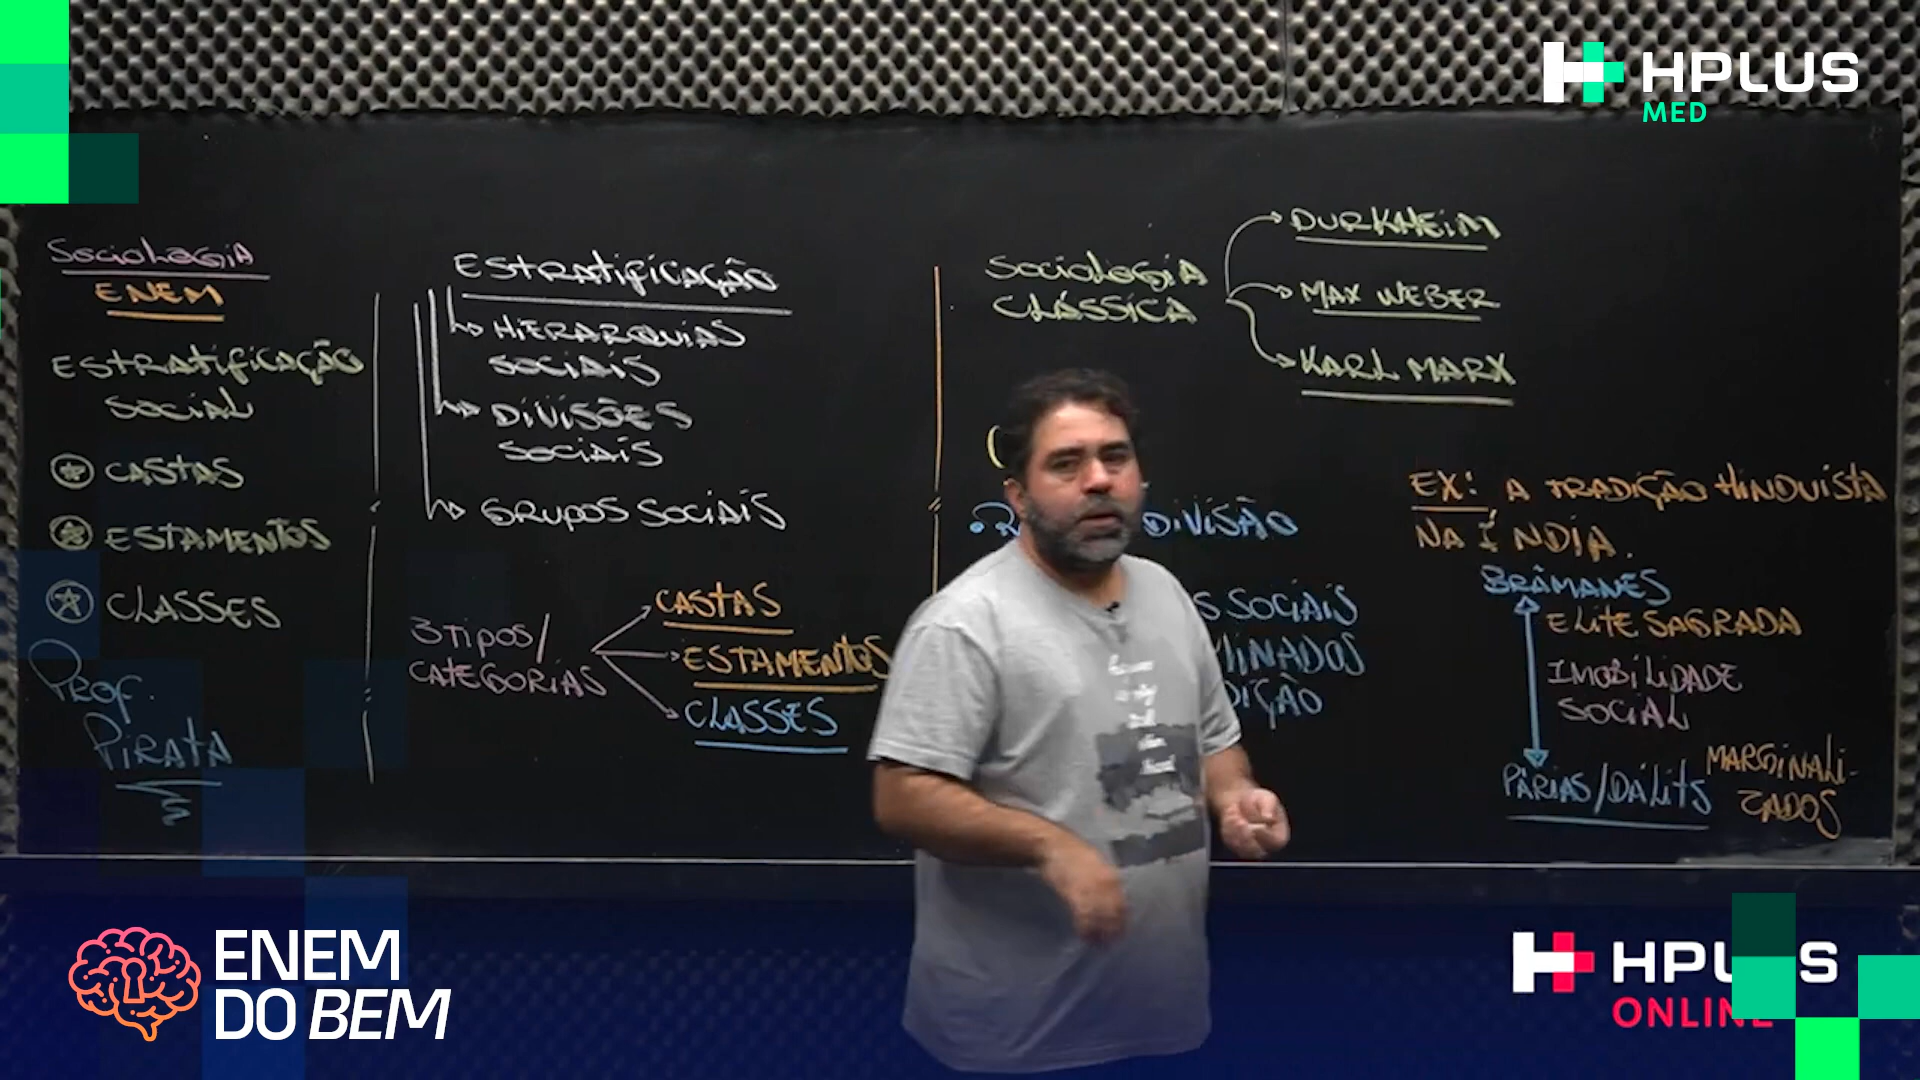 HPLUS
MED
SOCIOLOGIA
ENEM
ESTRATIFICAÇÃO
SOCIAL
CASTAS
ESTAMENTOS
CLASSES
PROF.
PIRATA
ESTRATIFICAÇÃO
HIERARQUIAS
SOCIAIS
DIVISÕES
SOCIAIS
GRUPOS SOCIAIS
3 TIPOS/
CATEGORIAS
CASTAS
ESTAMENTOS
CLASSES
SOCIOLOGIA
CLÁSSICA
DURKHEIM
MAX WEBER
KARL MARX
DIVISÃO
S SOCIAIS
MINADOS
DIÇÃO
EX: A TRADIÇÃO HINDUÍSTA
NA ÍNDIA.
BRÂMANES
ELITE SAGRADA
IMOBILIDADE
SOCIAL
PÁRIAS/DALITS
MARGINALI-
ZADOS
ENEM
DO BEM
HPLUS
ONLINE